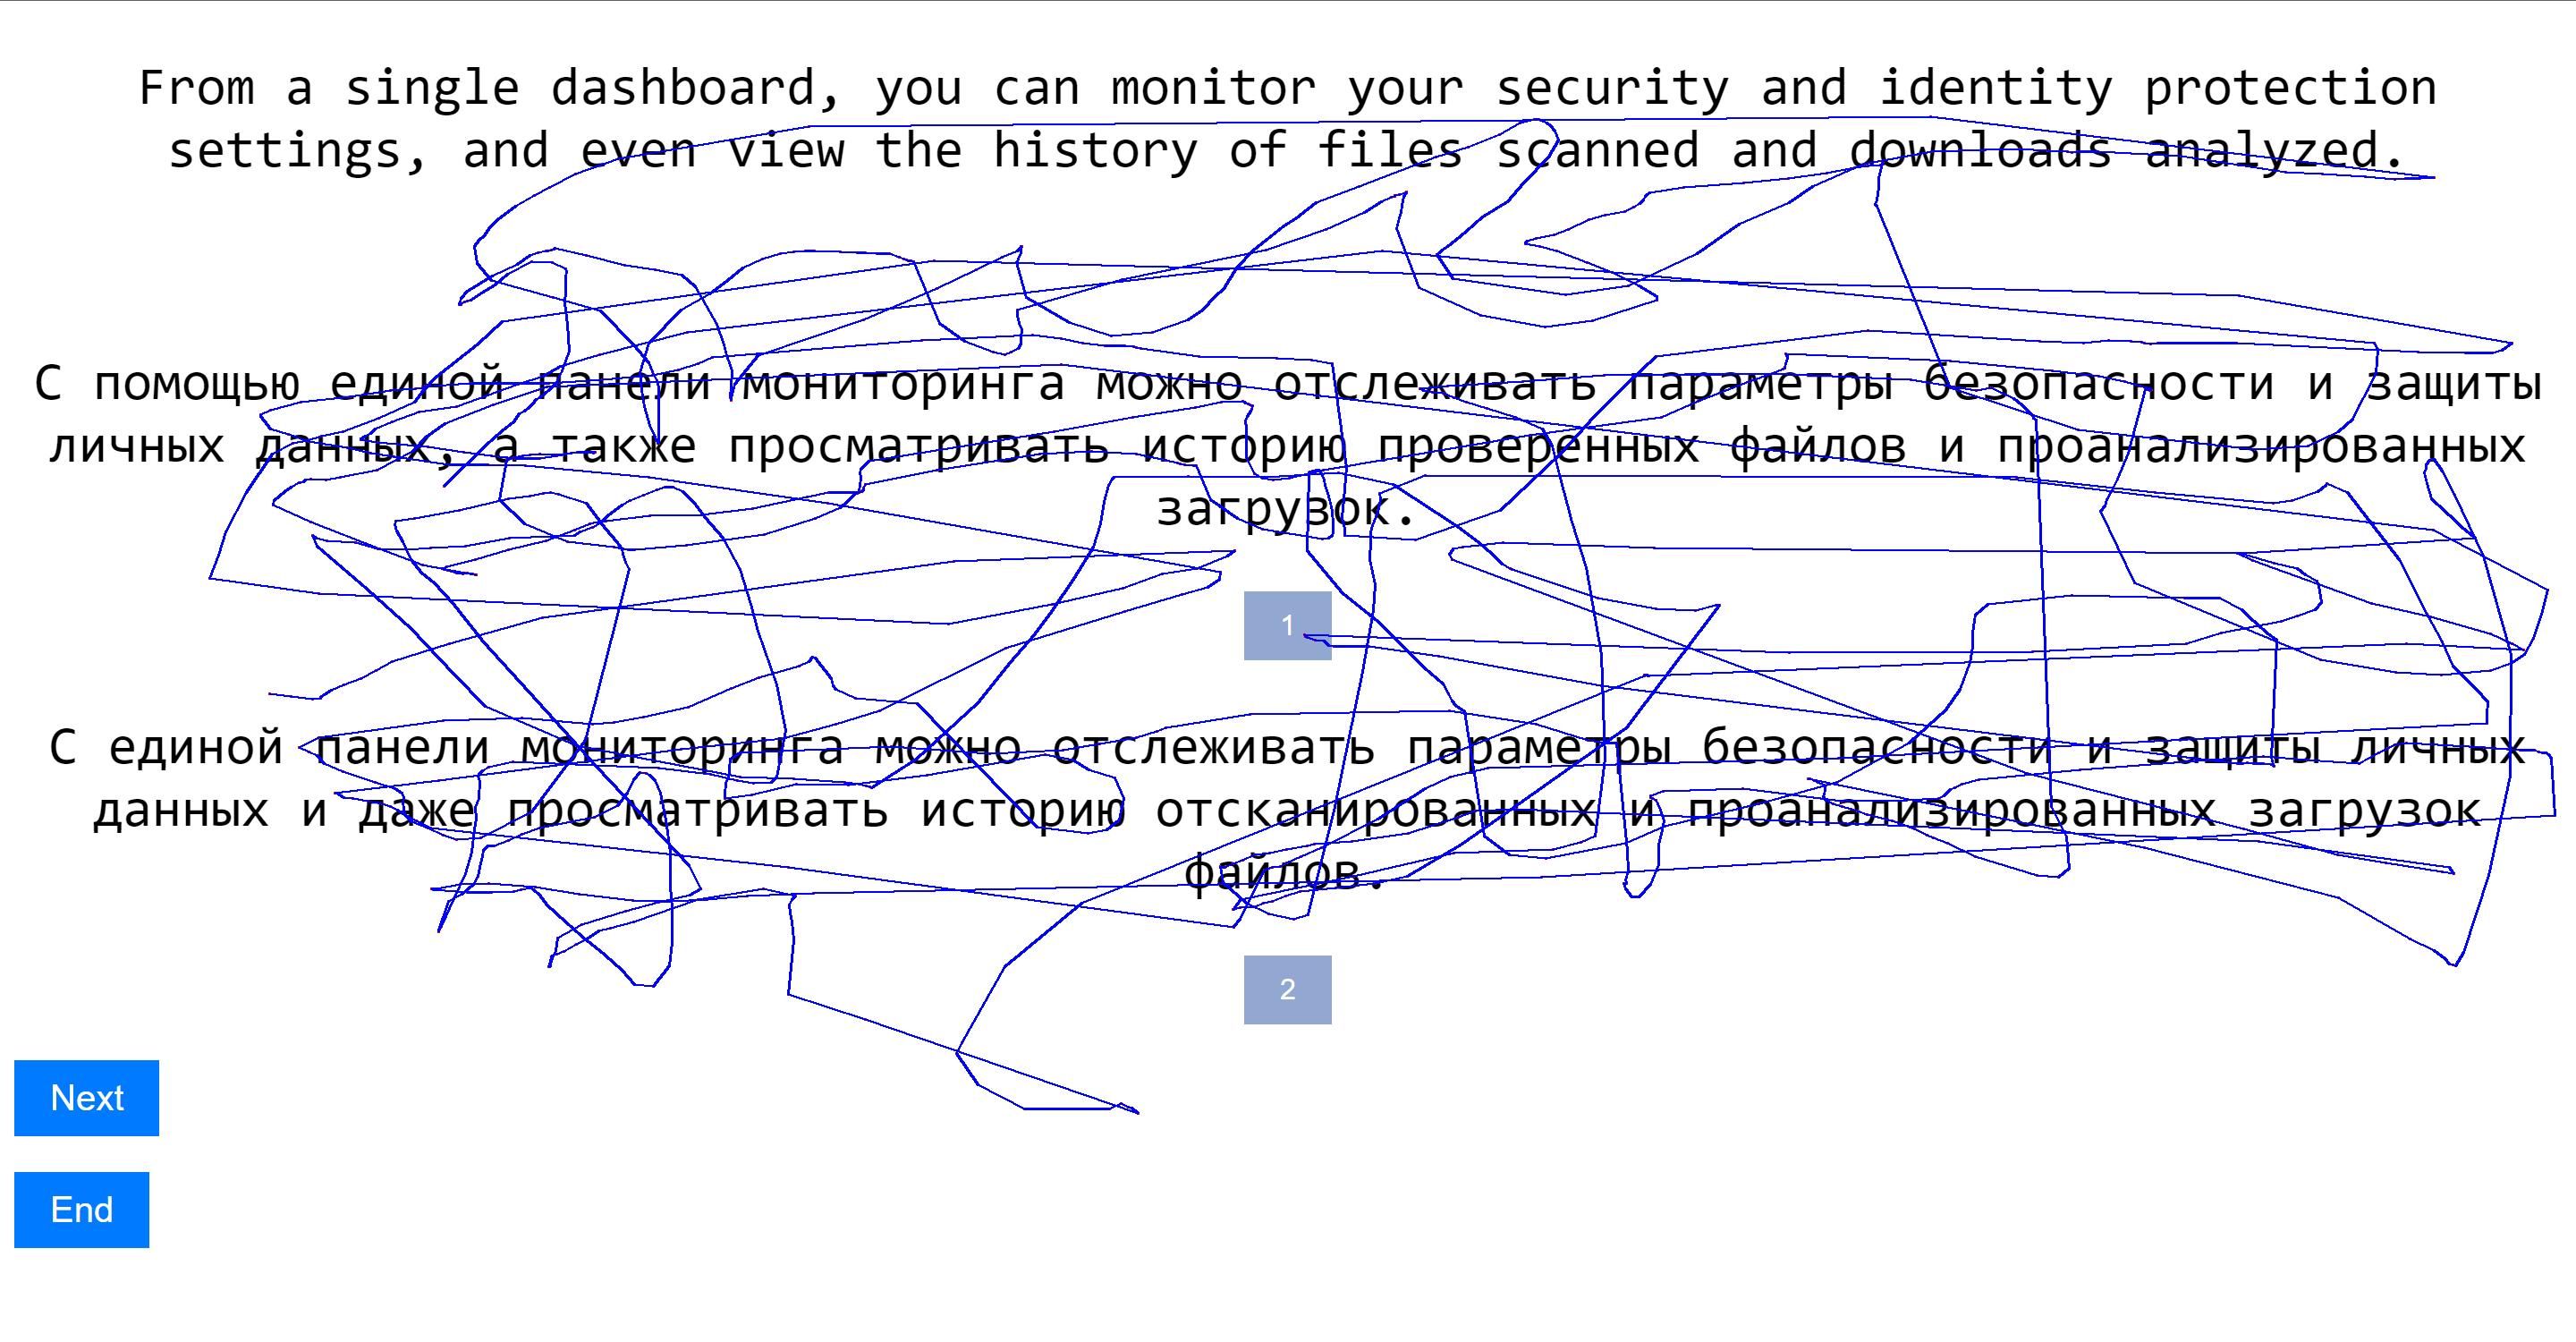 From a single dashboard, you can monitor your security and identity protection
settings, and even view the history of files scanned and downloads analyzed.
С помощью единой панели мониторинга можно отслеживать параметры безопасности и защиты
личных данных, а также просматривать историю проверенных файлов и проанализированных
загрузок.
1
С единой панели мониторинга можно отслеживать параметры безопасности и защиты личных
данных и даже просматривать историю отсканированных и проанализированных загрузок
файлов.
2
Next
End